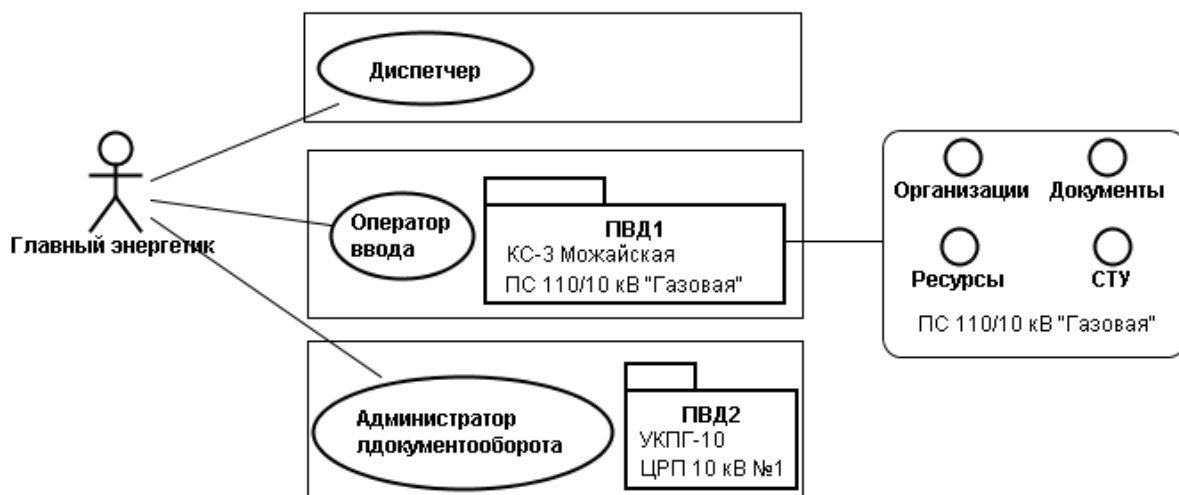 Диспетчер
Главный энергетик
Оператор
ввода
ПВД1
КС-3 Можайская
ПС 110/10 кВ "Газовая"
Организации
Документы
Ресурсы
СТУ
ПС 110/10 кВ "Газовая"
Администратор
лдокументооборота
ПВД2
УКПГ-10
ЦРП 10 кВ №1